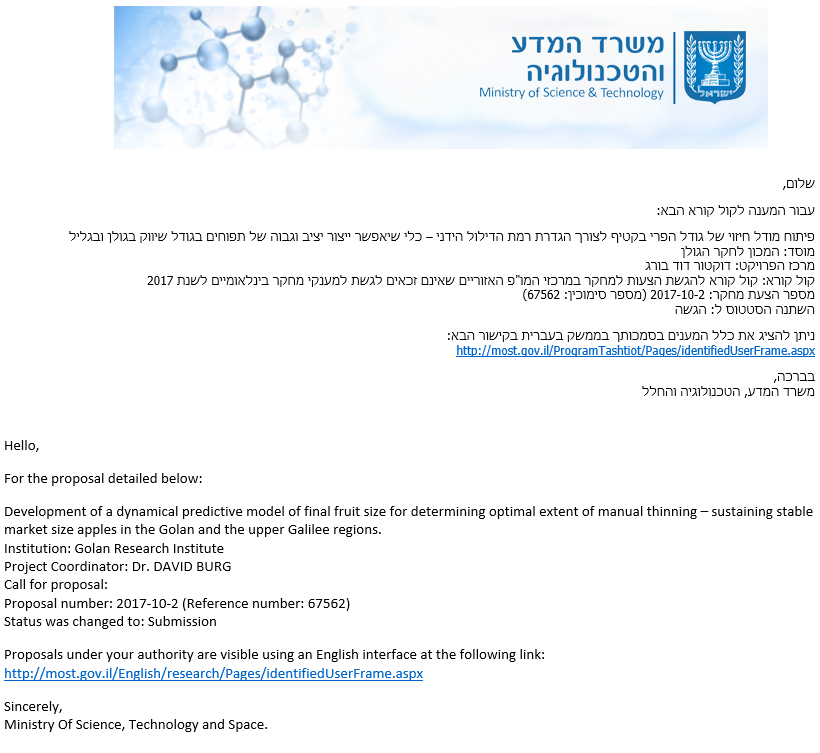 משרד המדע
והטכנולוגיה
Ministry of Science & Technology
ישראל
שלום,
עבור המענה לקול קורא הבא:
פיתוח מודל חיזוי של גודל הפרי בקטיף לצורך הגדרת רמת הדילול הידני – כלי שיאפשר ייצור יציב וגבוה של תפוחים בגודל שיווק בגולן ובגליל
מוסד: המכון לחקר הגולן
מרכז הפרויקט: דוקטור דוד בורג
קול קורא: קול קורא להגשת הצעות למחקר במרכזי המו"פ האזוריים שאינם זכאים לגשת למענקי מחקר בינלאומיים לשנת 2017
מספר הצעת מחקר: 2017-10-2 (מספר סימוכין: 67562)
השתנה הסטטוס ל: הגשה
ניתן להציג את כלל המענים בסמכותך בממשק בעברית בקישור הבא:
http://most.gov.il/ProgramTashtiot/Pages/identifiedUserFrame.aspx
בברכה,
משרד המדע, הטכנולוגיה והחלל
Hello,
For the proposal detailed below:
Development of a dynamical predictive model of final fruit size for determining optimal extent of manual thinning – sustaining stable
market size apples in the Golan and the upper Galilee regions.
Institution: Golan Research Institute
Project Coordinator: Dr. DAVID BURG
Call for proposal:
Proposal number: 2017-10-2 (Reference number: 67562)
Status was changed to: Submission
Proposals under your authority are visible using an English interface at the following link:
http://most.gov.il/English/research/Pages/identifiedUserFrame.aspx
Sincerely,
Ministry Of Science, Technology and Space.